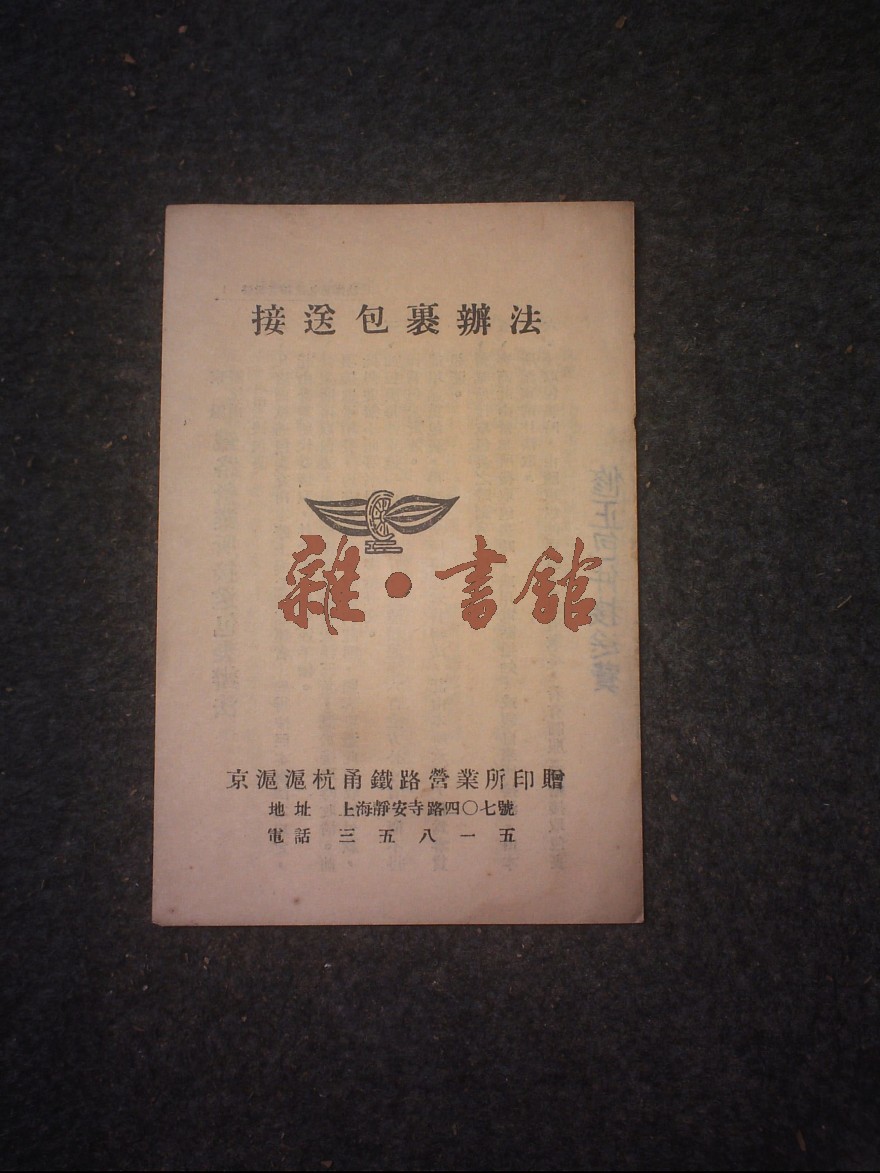 接送包裹辦法
雜·書館
京滬滬杭甬鐵路營業所印贈
地址 上海靜安寺路四〇七號
電話 三五八一五